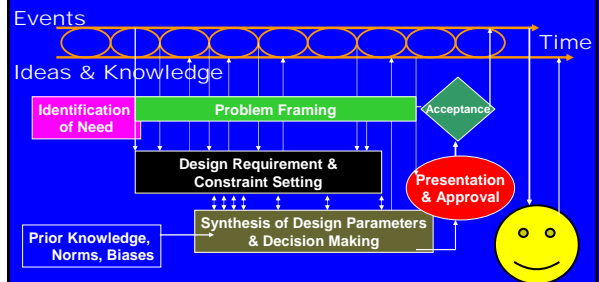 Events
Time
Ideas & Knowledge
Identification
of Need
Problem Framing
Acceptance
Design Requirement &
Constraint Setting
Presentation
& Approval
Synthesis of Design Parameters
& Decision Making
Prior Knowledge,
Norms, Biases